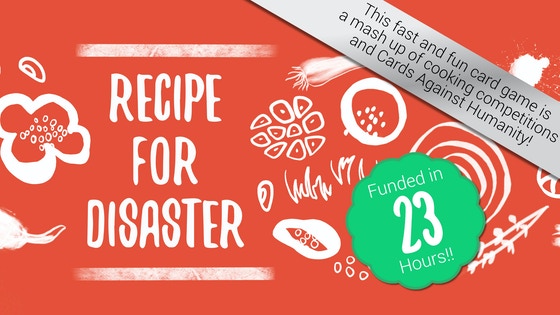 RECIPE
FOR
DISASTER
This fast and fun card game is
a mash up of cooking competitions
and Cards Against Humanity!
Funded in
23
Hours!!